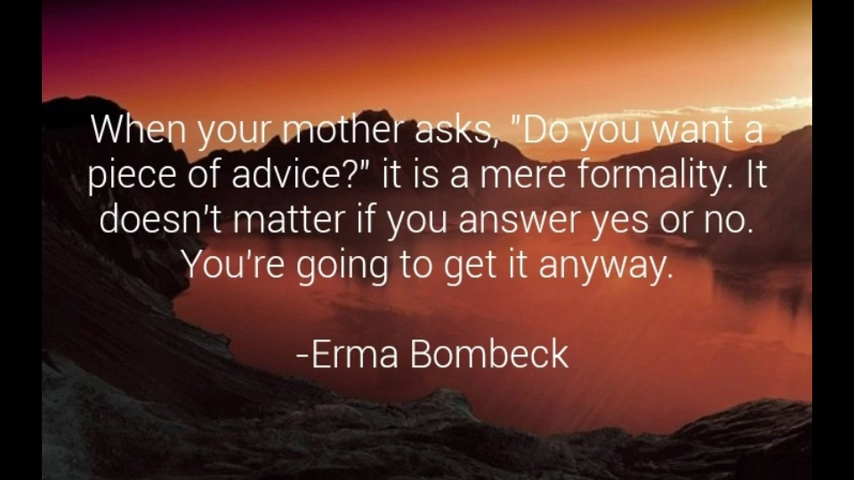 When your mother asks, "Do you want a
piece of advice?" it is a mere formality. It
doesn't matter if you answer yes or no.
You're going to get it anyway.
-Erma Bombeck